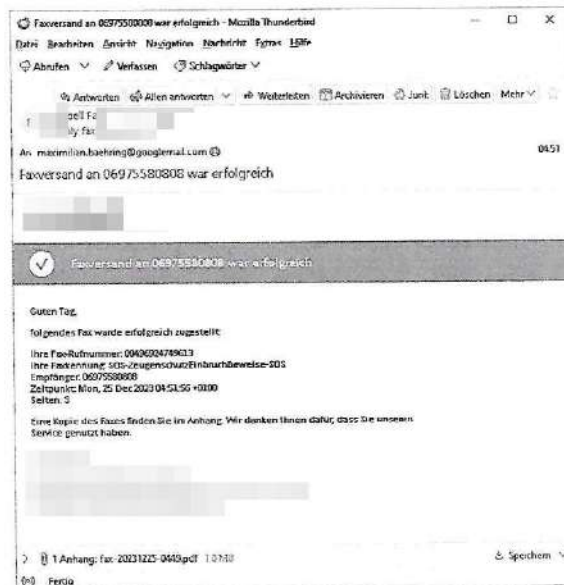 Faxversand an 06975580808 war erfolgreich - Mozilla Thunderbird
Datei Bearbeiten Ansicht Navigation Nachricht Extras Hilfe
Abrufen Verfassen Schlagwörter
Antworten Allen antworten Weiterleiten Archivieren Junk Löschen Mehr
An maximilian.baehring@googlemail.com 04:51
Faxversand an 06975580808 war erfolgreich
Faxversand an 06975580808 war erfolgreich
Guten Tag,
folgendes Fax wurde erfolgreich zugestellt:
Ihre Fax-Rufnummer: 00496924749613
Ihre Faxkennung: SOS-ZeugenschutzEinbruchBeweise-SOS
Empfänger: 06975580808
Zeitpunkt: Mon, 25 Dec 2023 04:51:56 +0100
Seiten: 5
Eine Kopie des Faxes finden Sie im Anhang. Wir danken Ihnen dafür, dass Sie unseren
Service genutzt haben.
1 Anhang: fax-20231225-0449.pdf Speichern
Fertig